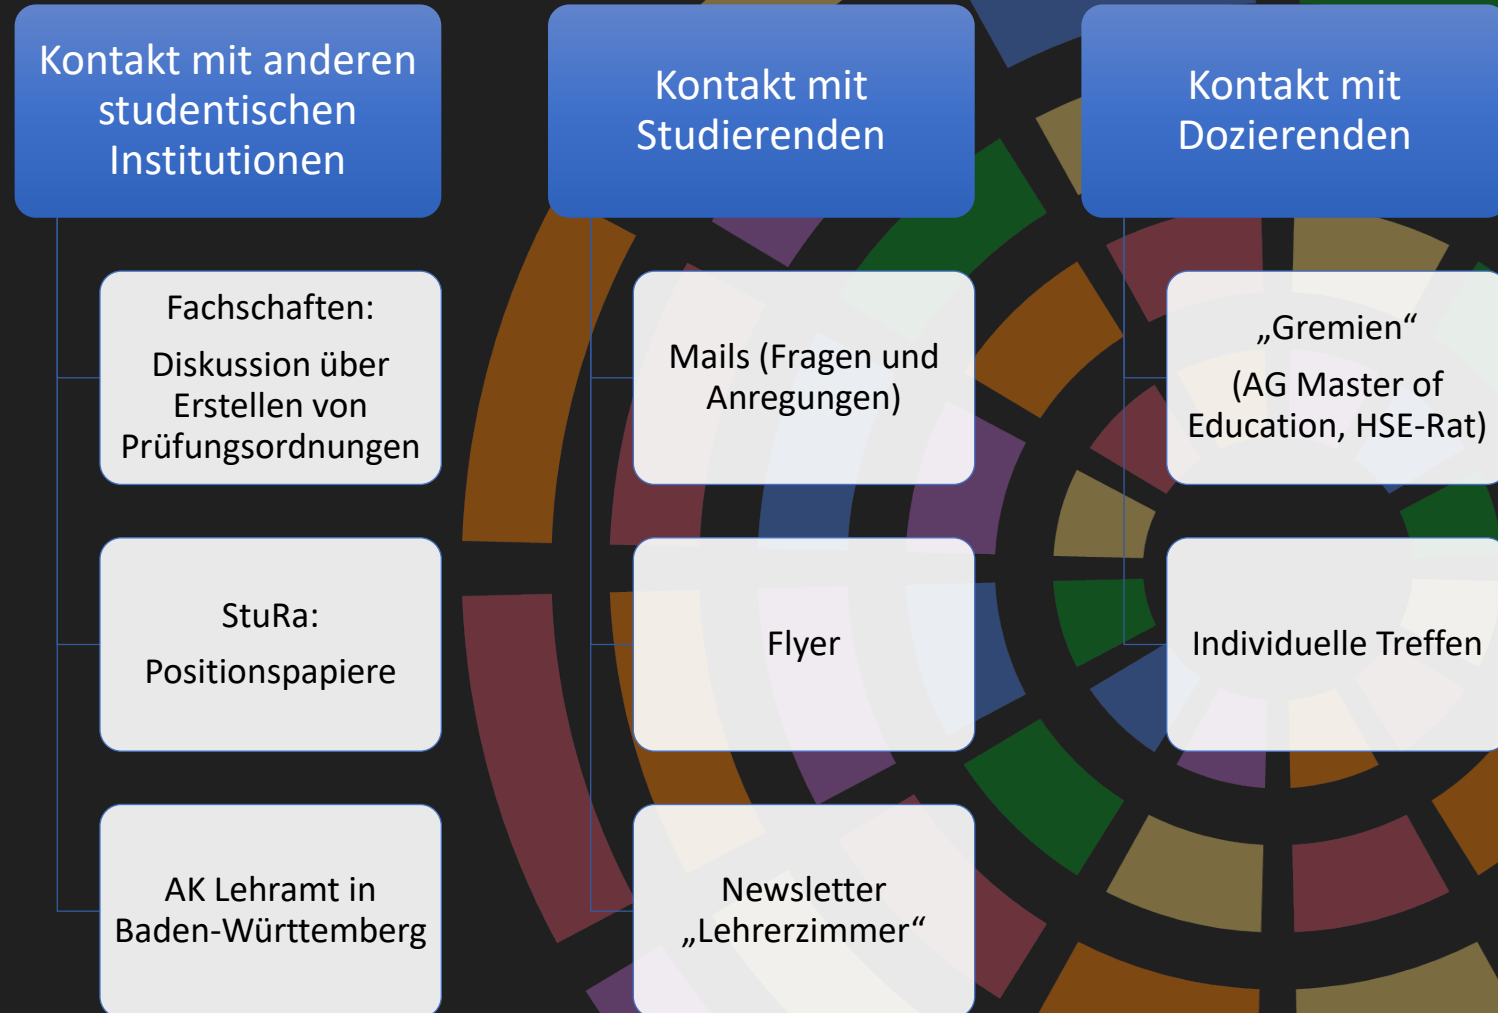 Kontakt mit anderen
studentischen
Institutionen
Fachschaften:
Diskussion über
Erstellen von
Prüfungsordnungen
StuRa:
Positionspapiere
AK Lehramt in
Baden-Württemberg
Kontakt mit
Studierenden
Mails (Fragen und
Anregungen)
Flyer
Newsletter
„Lehrerzimmer“
Kontakt mit
Dozierenden
„Gremien“
(AG Master of
Education, HSE-Rat)
Individuelle Treffen